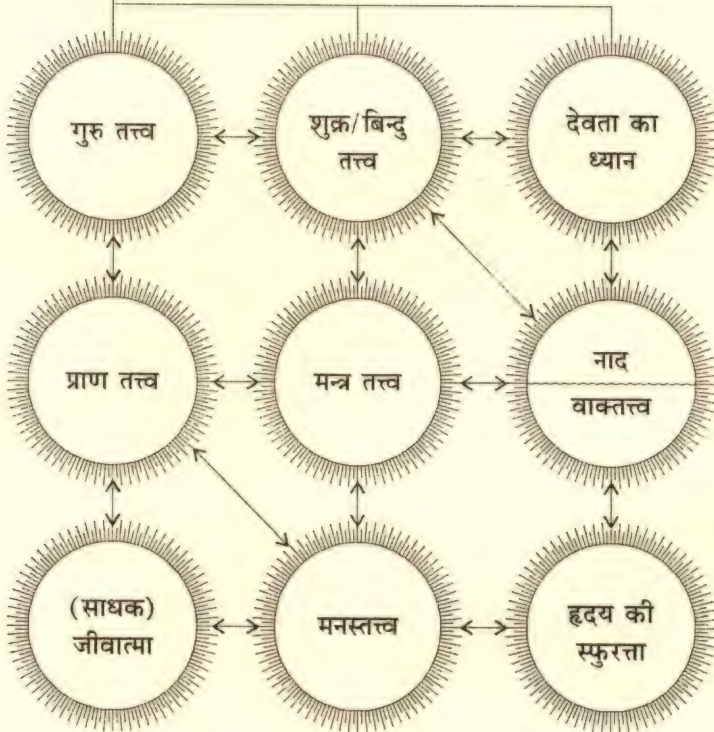 गुरु तत्त्व
शुक्र/बिन्दु
तत्त्व
देवता का
ध्यान
प्राण तत्त्व
मन्त्र तत्त्व
नाद
वाक्तत्त्व
(साधक)
जीवात्मा
मनस्तत्त्व
हृदय की
स्फुरत्ता